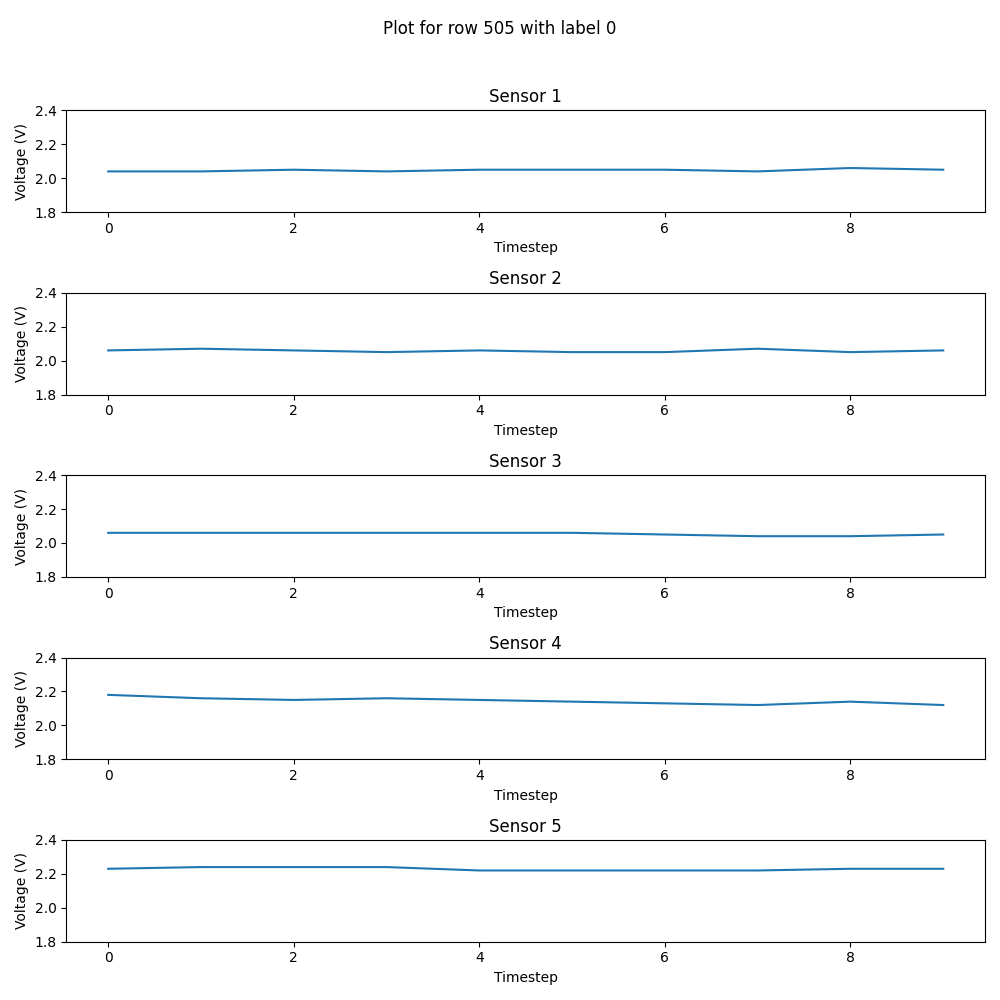 Plot for row 505 with label 0
Sensor 1
2.4
2.2
2.0
1.8
Voltage (V)
0 2 4 6 8
Timestep
Sensor 2
2.4
2.2
2.0
1.8
Voltage (V)
0 2 4 6 8
Timestep
Sensor 3
2.4
2.2
2.0
1.8
Voltage (V)
0 2 4 6 8
Timestep
Sensor 4
2.4
2.2
2.0
1.8
Voltage (V)
0 2 4 6 8
Timestep
Sensor 5
2.4
2.2
2.0
1.8
Voltage (V)
0 2 4 6 8
Timestep